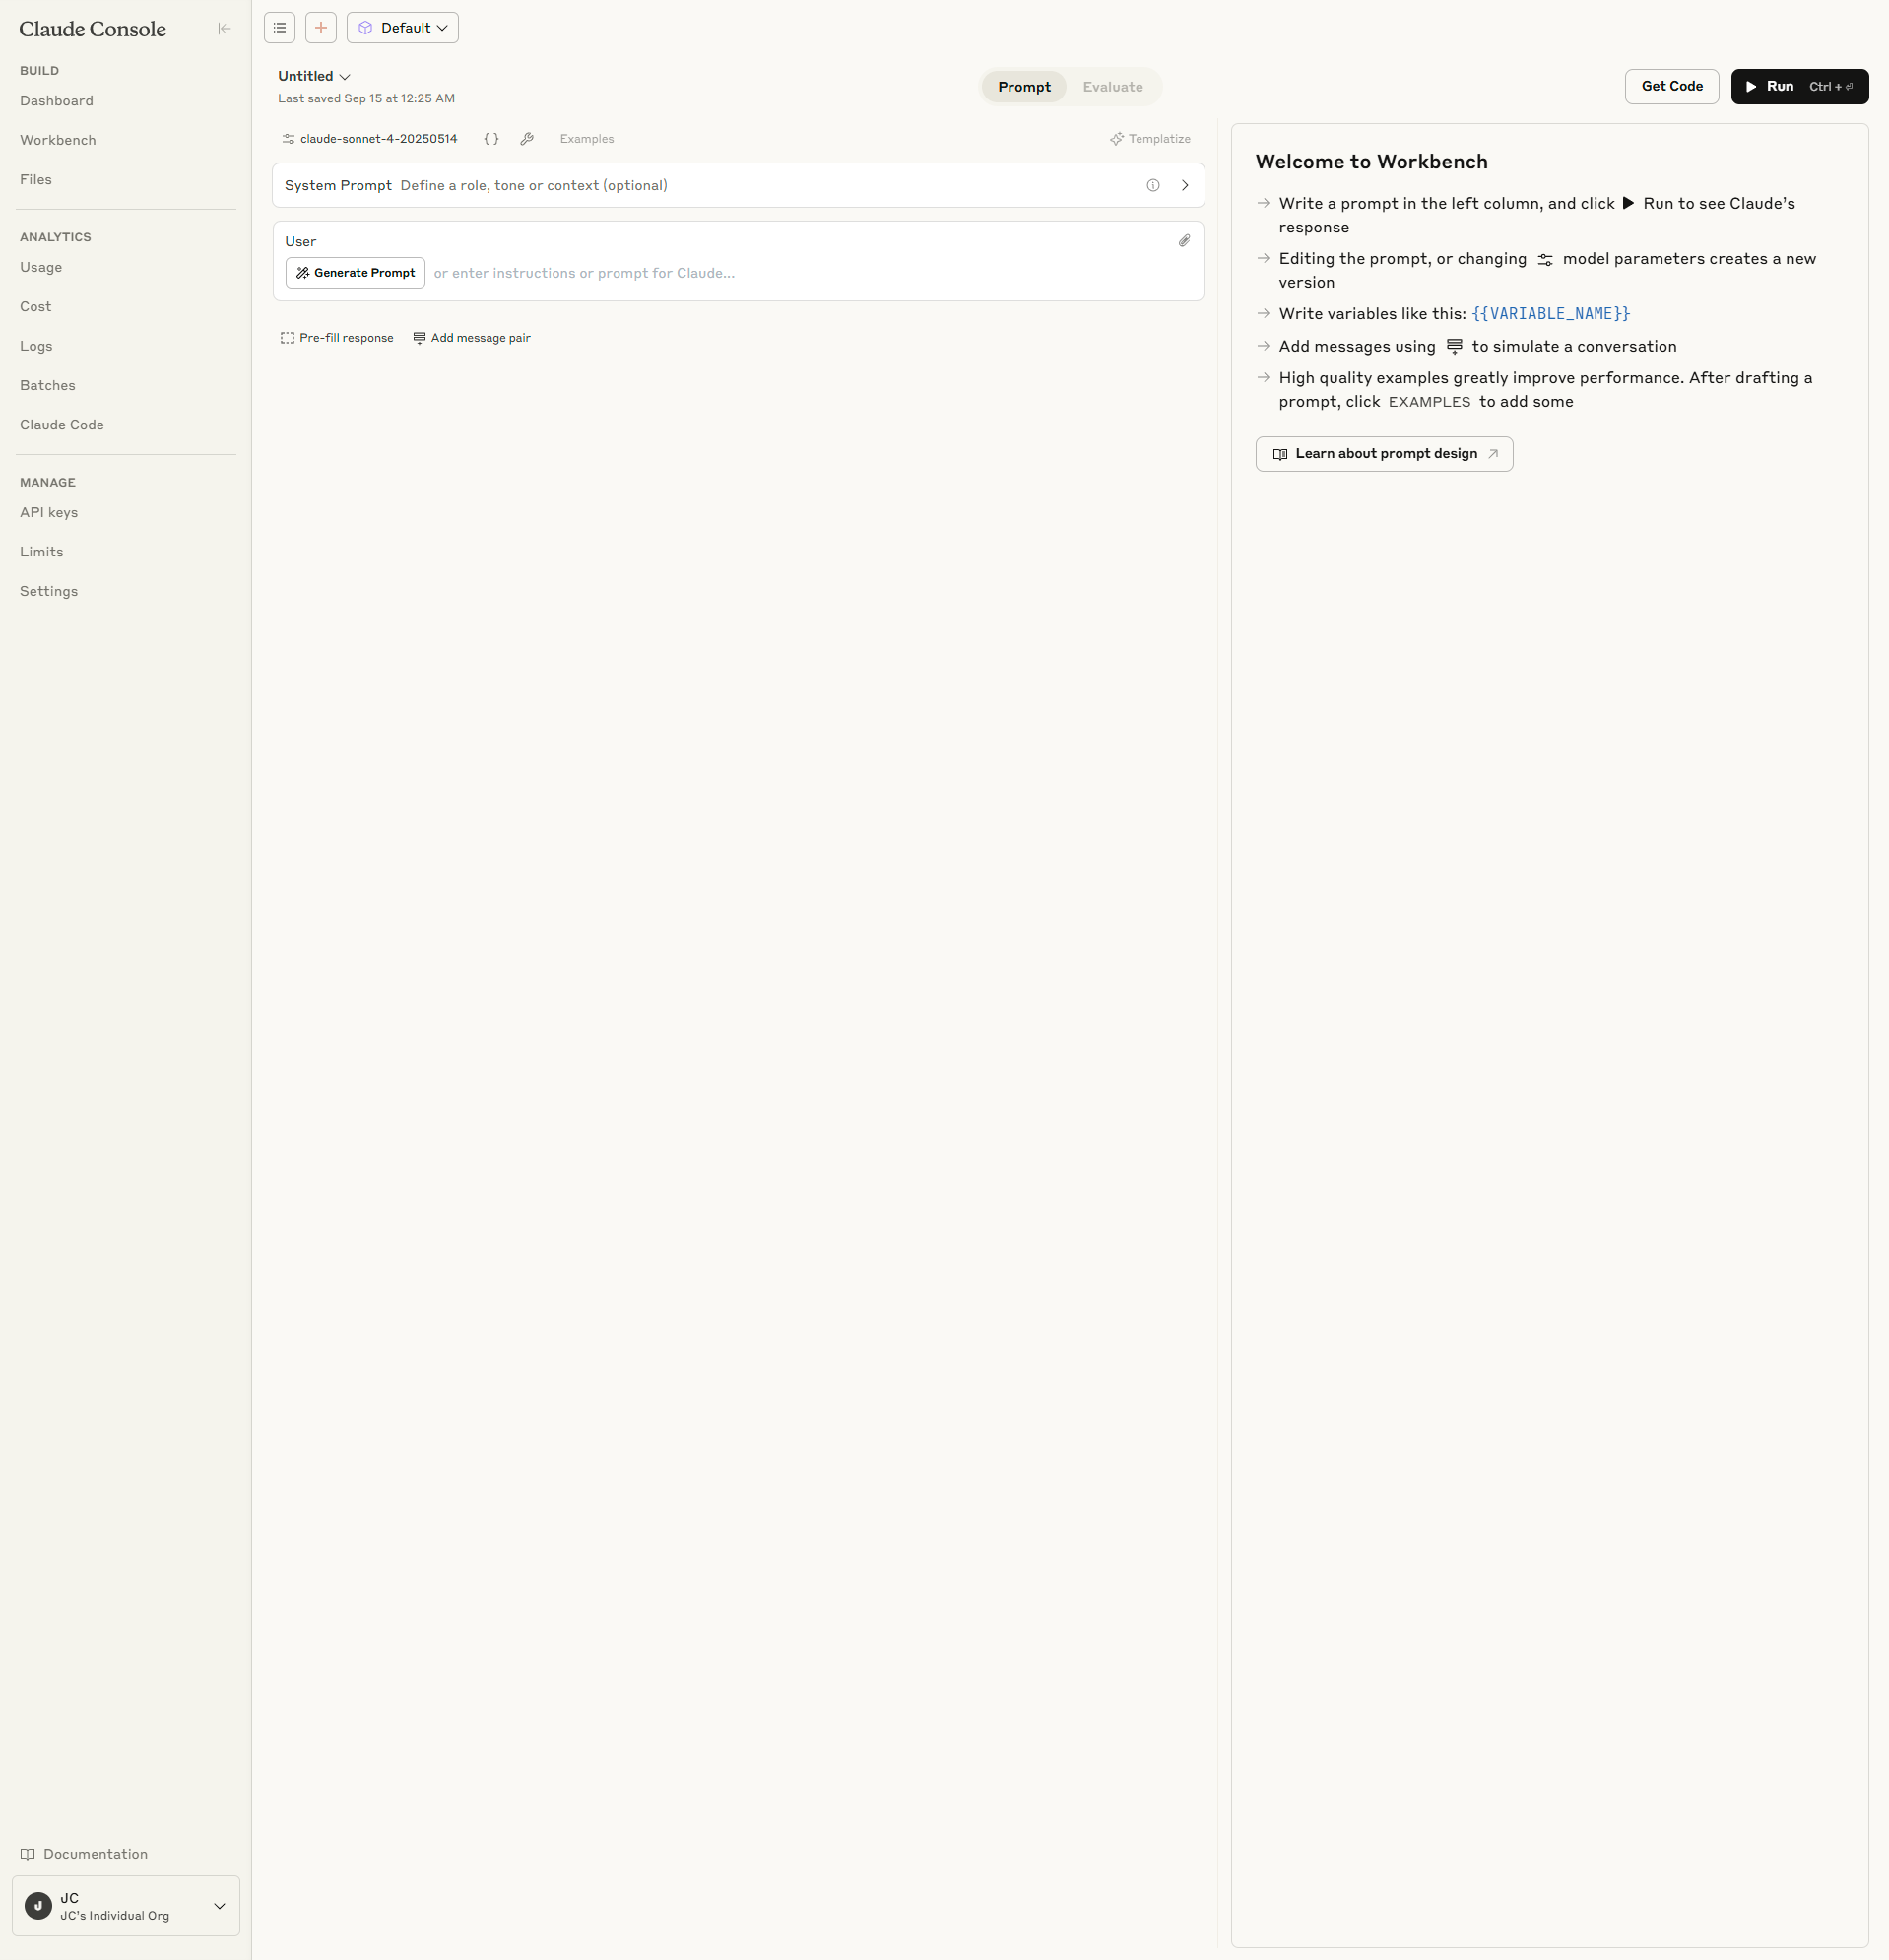 Claude Console
BUILD
Dashboard
Workbench
Files
ANALYTICS
Usage
Cost
Logs
Batches
Claude Code
MANAGE
API keys
Limits
Settings
Documentation
J
JC
JC's Individual Org
Default
Untitled
Last saved Sep 15 at 12:25 AM
Prompt Evaluate
Get Code
Run Ctrl + ⏎
claude-sonnet-4-20250514 { } Examples
Templatize
System Prompt Define a role, tone or context (optional)
User
Generate Prompt or enter instructions or prompt for Claude...
Pre-fill response Add message pair
Welcome to Workbench
→ Write a prompt in the left column, and click ▶ Run to see Claude's
response
→ Editing the prompt, or changing model parameters creates a new
version
→ Write variables like this: {{VARIABLE_NAME}}
→ Add messages using to simulate a conversation
→ High quality examples greatly improve performance. After drafting a
prompt, click EXAMPLES to add some
Learn about prompt design